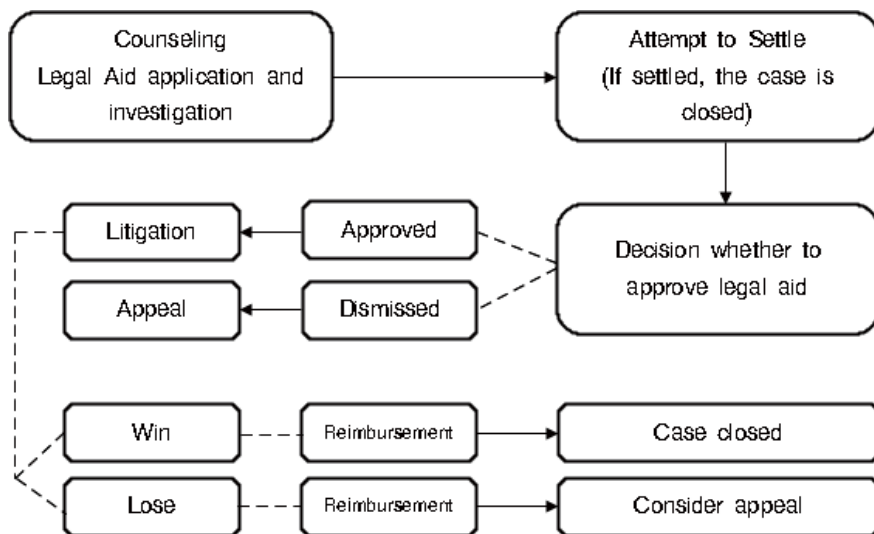 Counseling
Legal Aid application and
investigation
Attempt to Settle
(If settled, the case is
closed)
Litigation
Approved
Decision whether to
approve legal aid
Appeal
Dismissed
Win
Reimbursement
Case closed
Lose
Reimbursement
Consider appeal